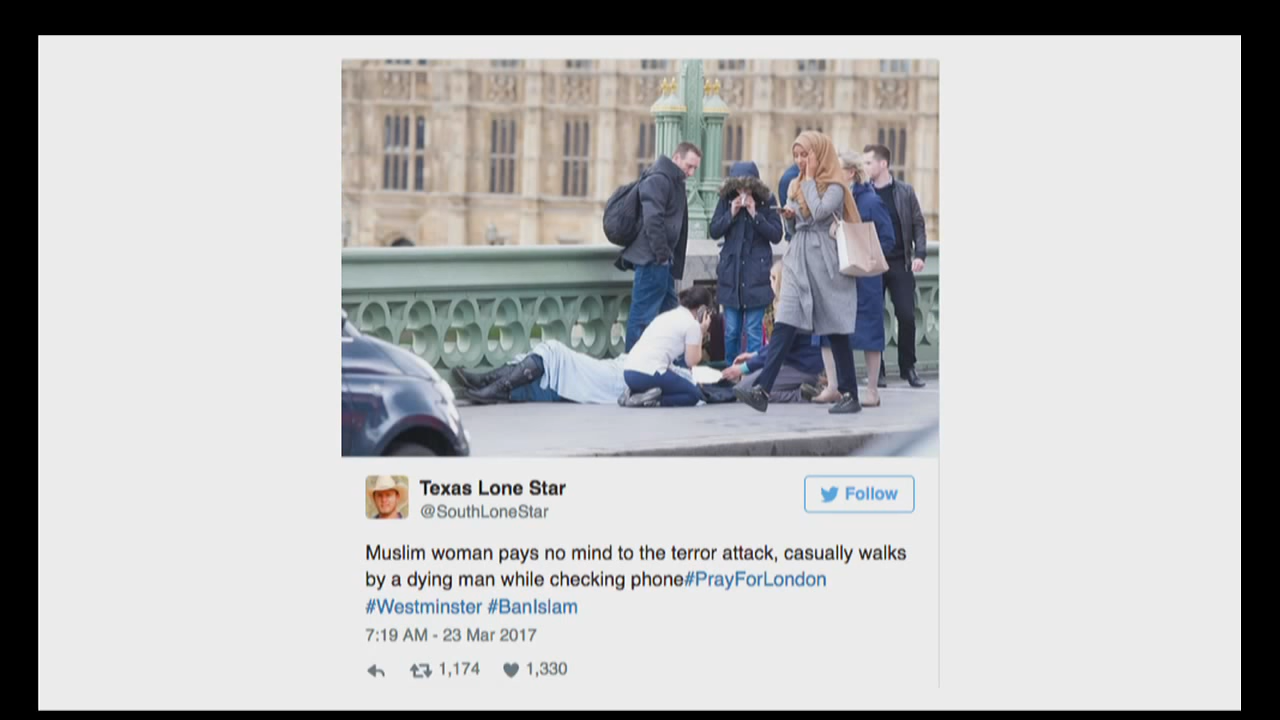 Texas Lone Star
@SouthLoneStar
Follow
Muslim woman pays no mind to the terror attack, casually walks
by a dying man while checking phone#PrayForLondon
#Westminster #BanIslam
7:19 AM - 23 Mar 2017
1,174 1,330